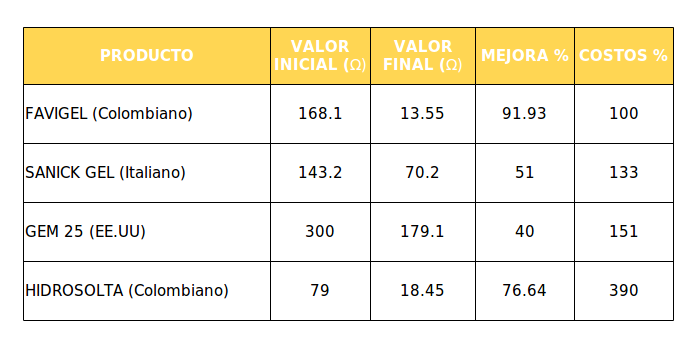 PRODUCTO VALOR INICIAL (Ω) VALOR FINAL (Ω) MEJORA % COSTOS %
FAVIGEL (Colombiano) 168.1 13.55 91.93 100
SANICK GEL (Italiano) 143.2 70.2 51 133
GEM 25 (EE.UU) 300 179.1 40 151
HIDROSOLTA (Colombiano) 79 18.45 76.64 390